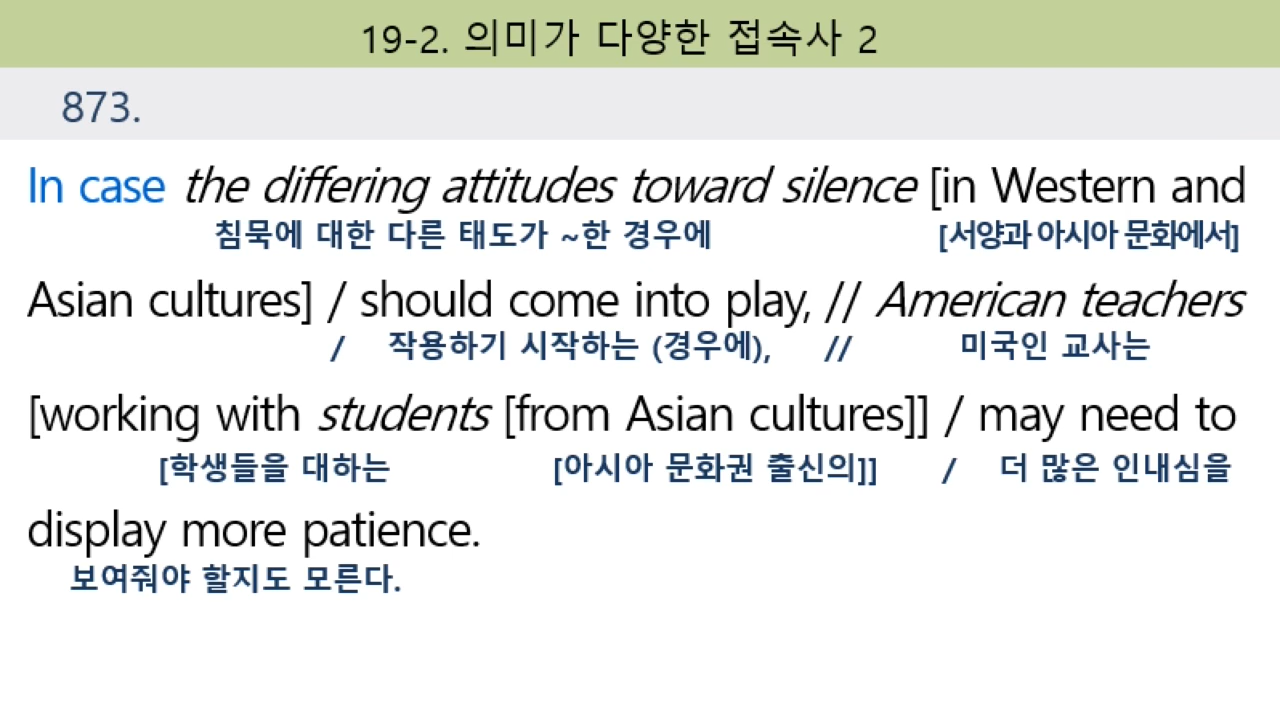 19-2. 의미가 다양한 접속사 2
873.
In case the differing attitudes toward silence [in Western and
침묵에 대한 다른 태도가 ~한 경우에 [서양과 아시아 문화에서]
Asian cultures] / should come into play, // American teachers
/ 작용하기 시작하는 (경우에), // 미국인 교사는
[working with students [from Asian cultures]] / may need to
[학생들을 대하는 [아시아 문화권 출신의]] / 더 많은 인내심을
display more patience.
보여줘야 할지도 모른다.